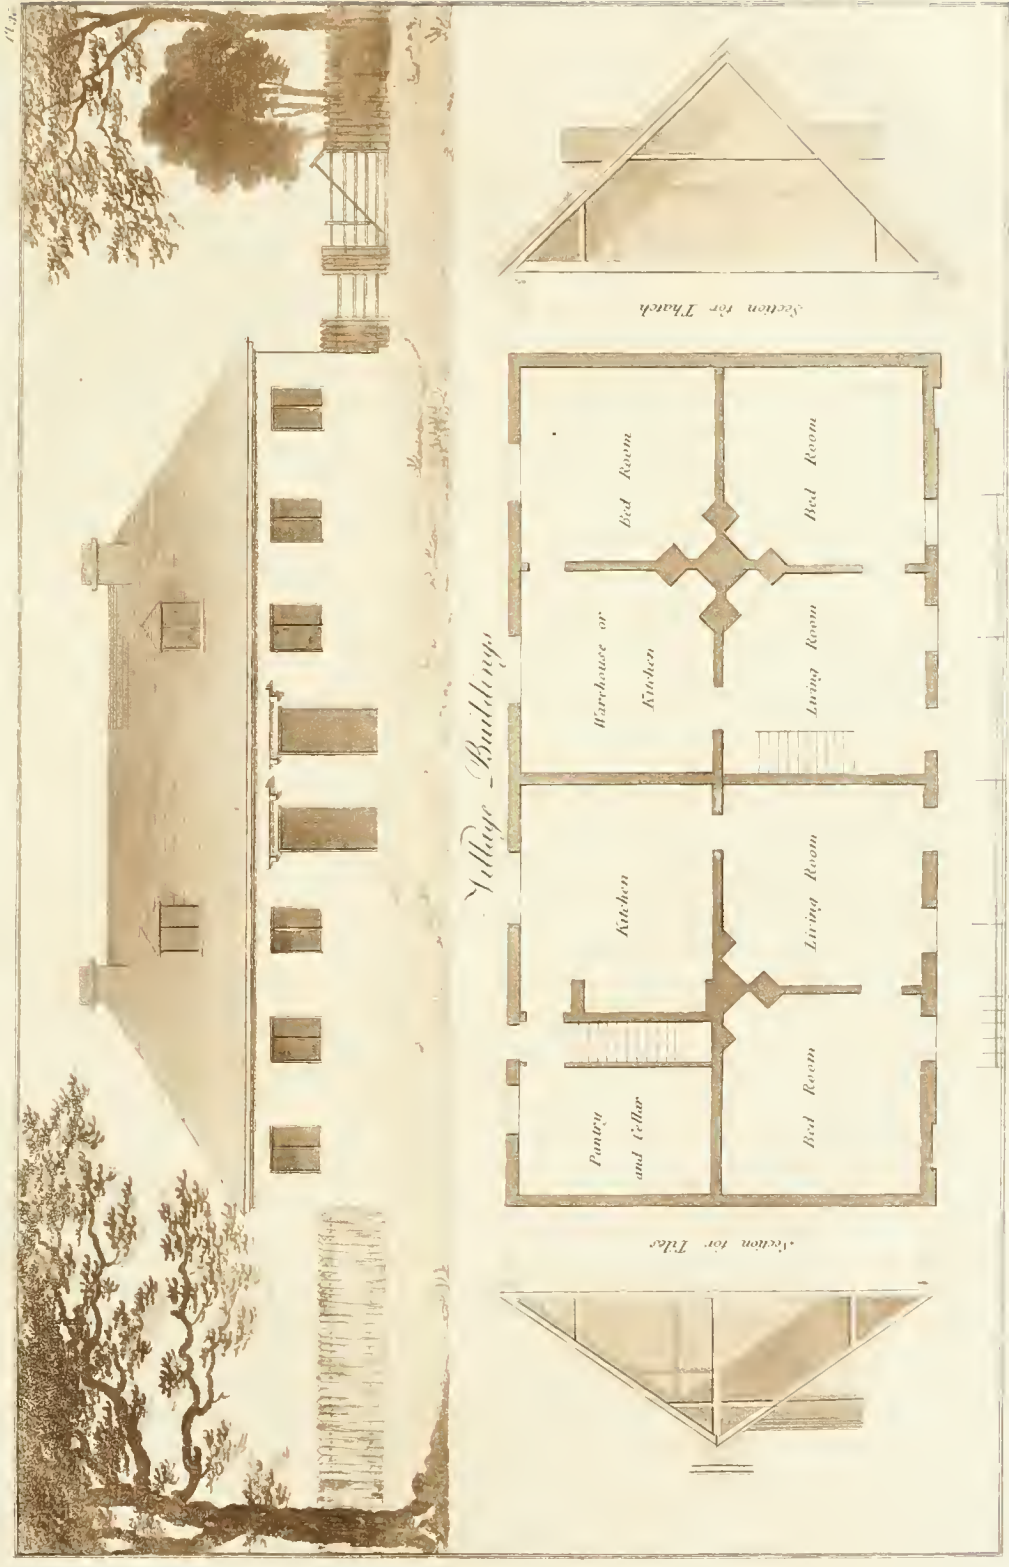 Village Buildings
Section for Tiles
Pantry
and Cellar
Kitchen
Warehouse or
Kitchen
Bed Room
Bed Room
Living Room
Living Room
Bed Room
Section for Thatch